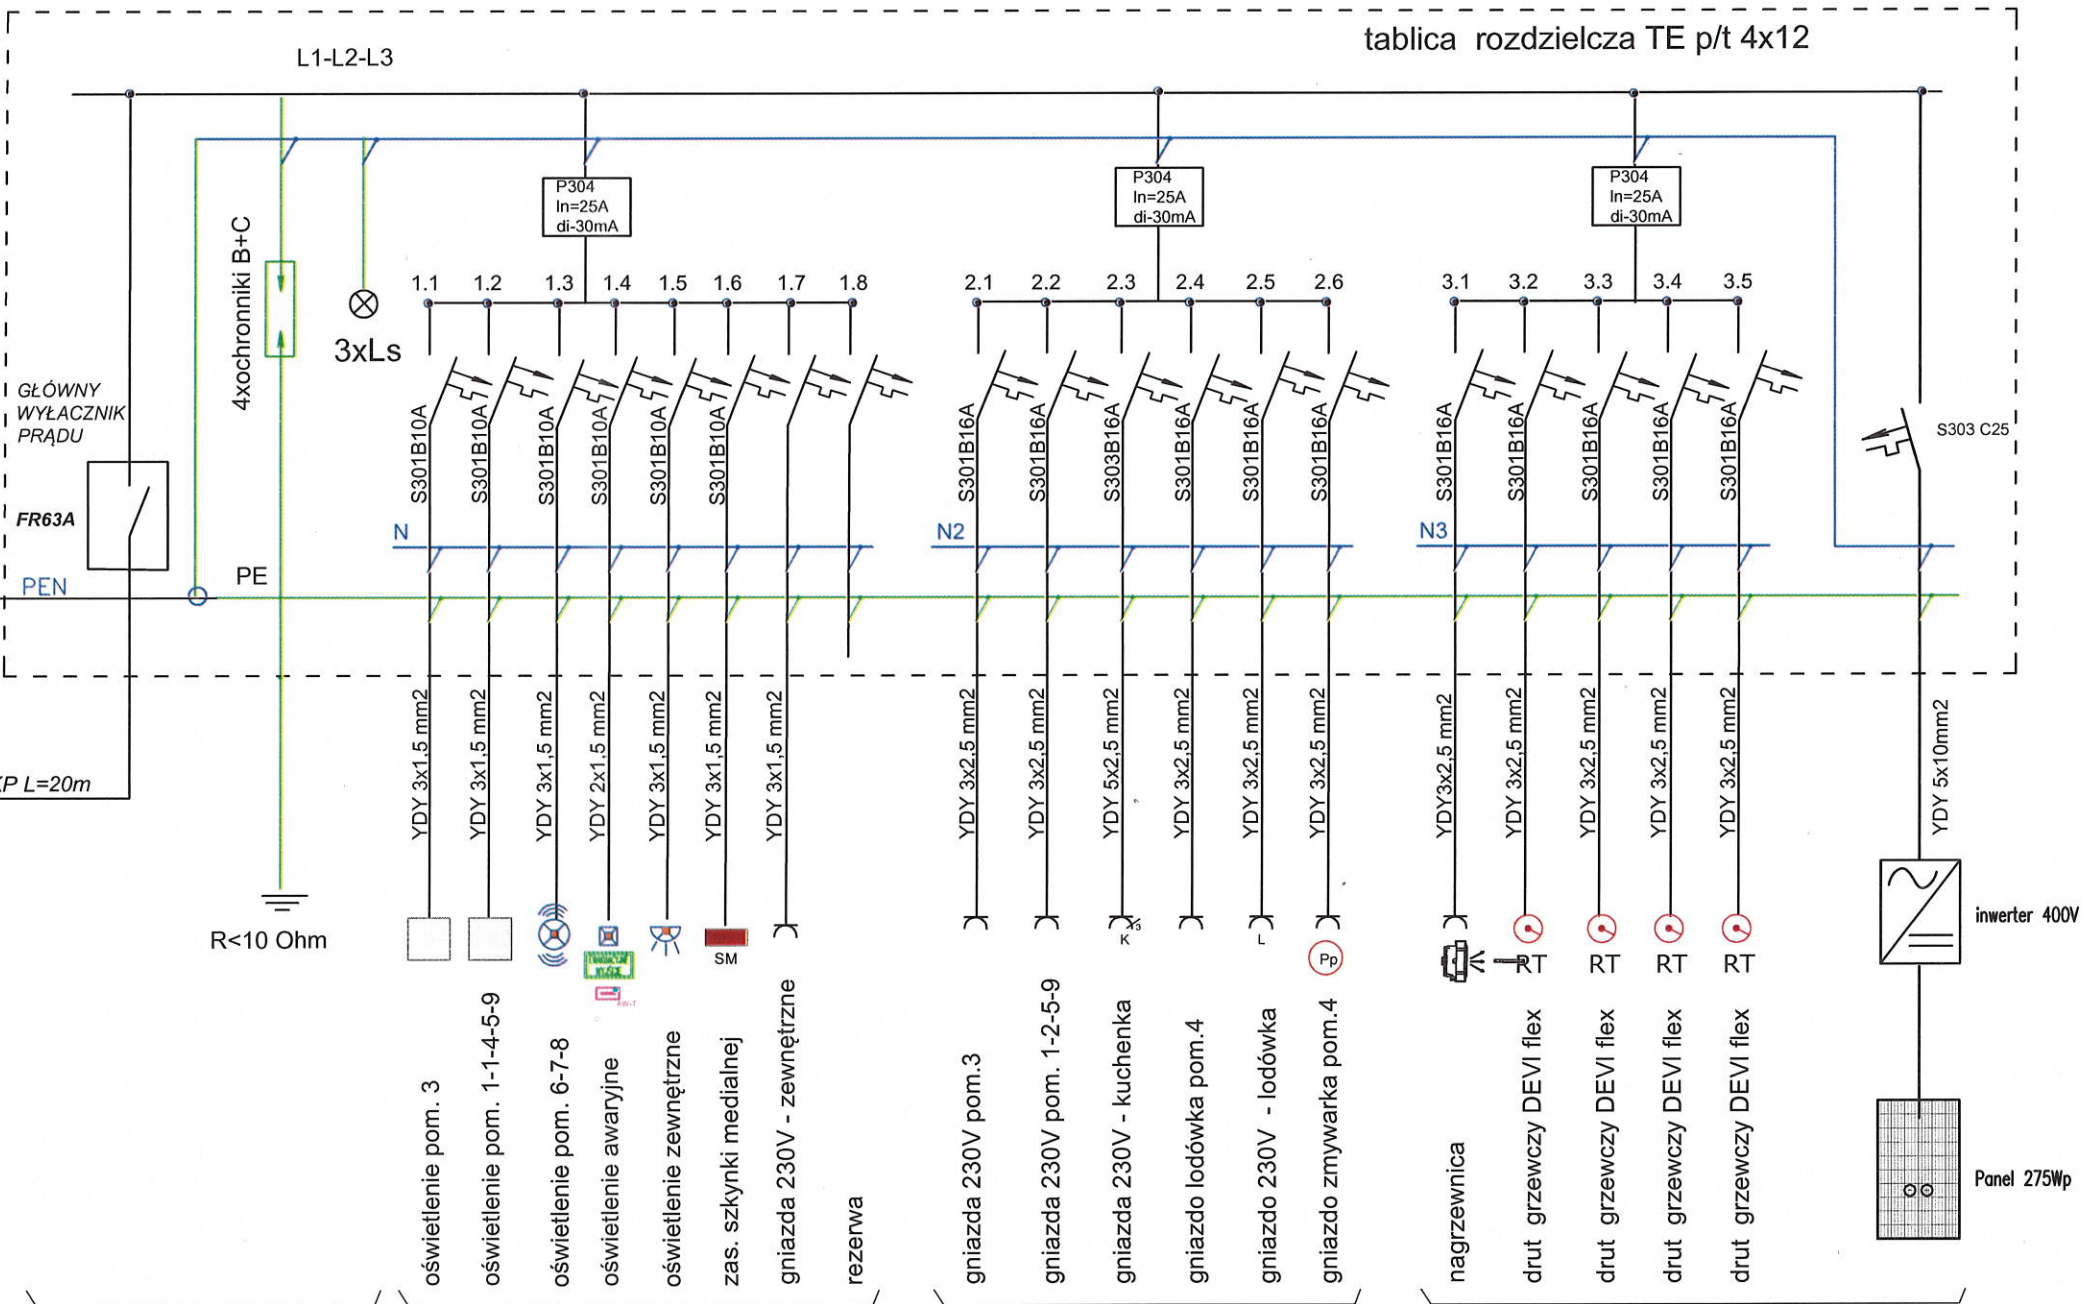 tablica rozdzielcza TE p/t 4x12
L1-L2-L3
P304
In=25A
di-30mA
P304
In=25A
di-30mA
P304
In=25A
di-30mA
4xochronniki B+C
3xLs
1.1 1.2 1.3 1.4 1.5 1.6 1.7 1.8
2.1 2.2 2.3 2.4 2.5 2.6
3.1 3.2 3.3 3.4 3.5
GŁÓWNY
WYŁACZNIK
PRĄDU
FR63A
S301B10A
S301B10A
S301B10A
S301B10A
S301B10A
S301B10A
S301B16A
S301B16A
S303B16A
S301B16A
S301B16A
S301B16A
S301B16A
S301B16A
S301B16A
S301B16A
S301B16A
S303 C25
N
N2
N3
PEN
PE
YDY 3x1,5 mm2
YDY 3x1,5 mm2
YDY 3x1,5 mm2
YDY 2x1,5 mm2
YDY 3x1,5 mm2
YDY 3x1,5 mm2
YDY 3x1,5 mm2
YDY 3x2,5 mm2
YDY 3x2,5 mm2
YDY 5x2,5 mm2
YDY 3x2,5 mm2
YDY 3x2,5 mm2
YDY 3x2,5 mm2
YDY3x2,5 mm2
YDY 3x2,5 mm2
YDY 3x2,5 mm2
YDY 3x2,5 mm2
YDY 3x2,5 mm2
YDY 5x10mm2
L=20m
R<10 Ohm
WYJŚCIE
AW-T
SM
K
L
Pp
RT
RT
RT
RT
inwerter 400V
Panel 275Wp
oświetlenie pom. 3
oświetlenie pom. 1-11-4-5-9
oświetlenie pom. 6-7-8
oświetlenie awaryjne
oświetlenie zewnętrzne
zas. szkynki medialnej
gniazda 230V - zewnętrzne
rezerwa
gniazda 230V pom.3
gniazda 230V pom. 1-2-5-9
gniazda 230V - kuchenka
gniazdo lodówka pom.4
gniazdo 230V - lodówka
gniazdo zmywarka pom.4
nagrzewnica
drut grzewczy DEVI flex
drut grzewczy DEVI flex
drut grzewczy DEVI flex
drut grzewczy DEVI flex